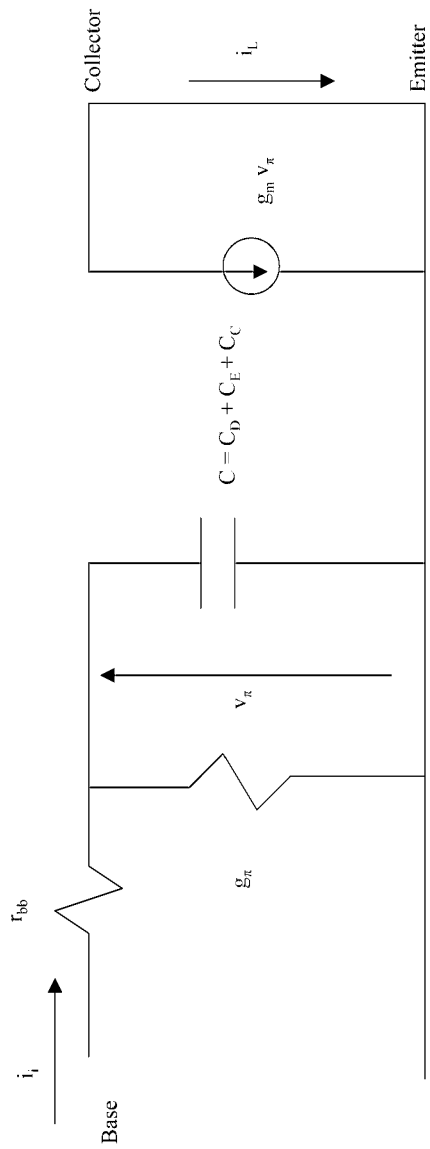 Base
i_i
r_bb
g_π
v_π
C = C_D + C_E + C_C
g_m v_π
i_L
Collector
Emitter